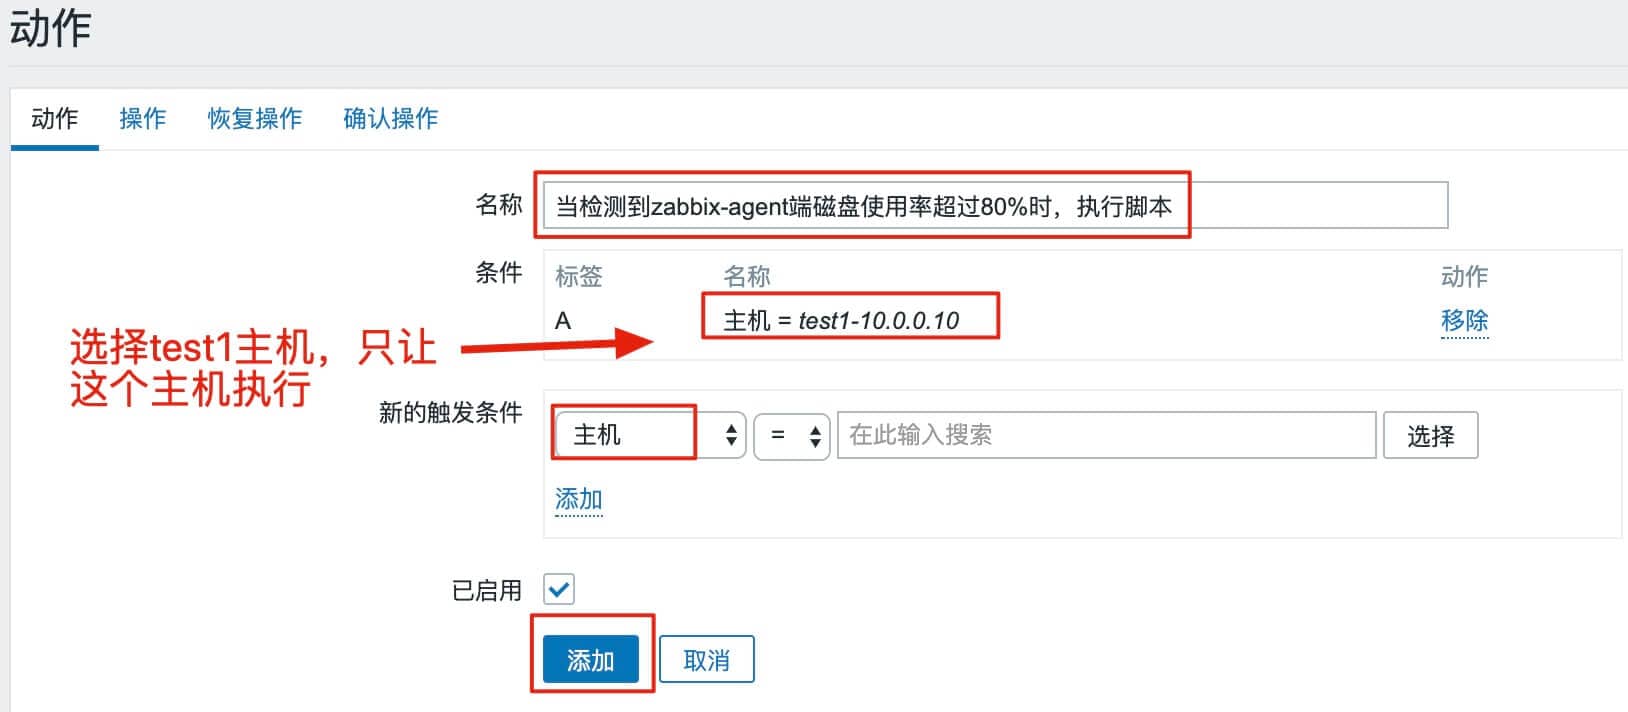 动作
动作 操作 恢复操作 确认操作
名称 当检测到zabbix-agent端磁盘使用率超过80%时，执行脚本
条件 标签 名称 动作
A 主机 = test1-10.0.0.10 移除
选择test1主机，只让
这个主机执行
新的触发条件 主机 = 在此输入搜索 选择
添加
已启用
添加 取消